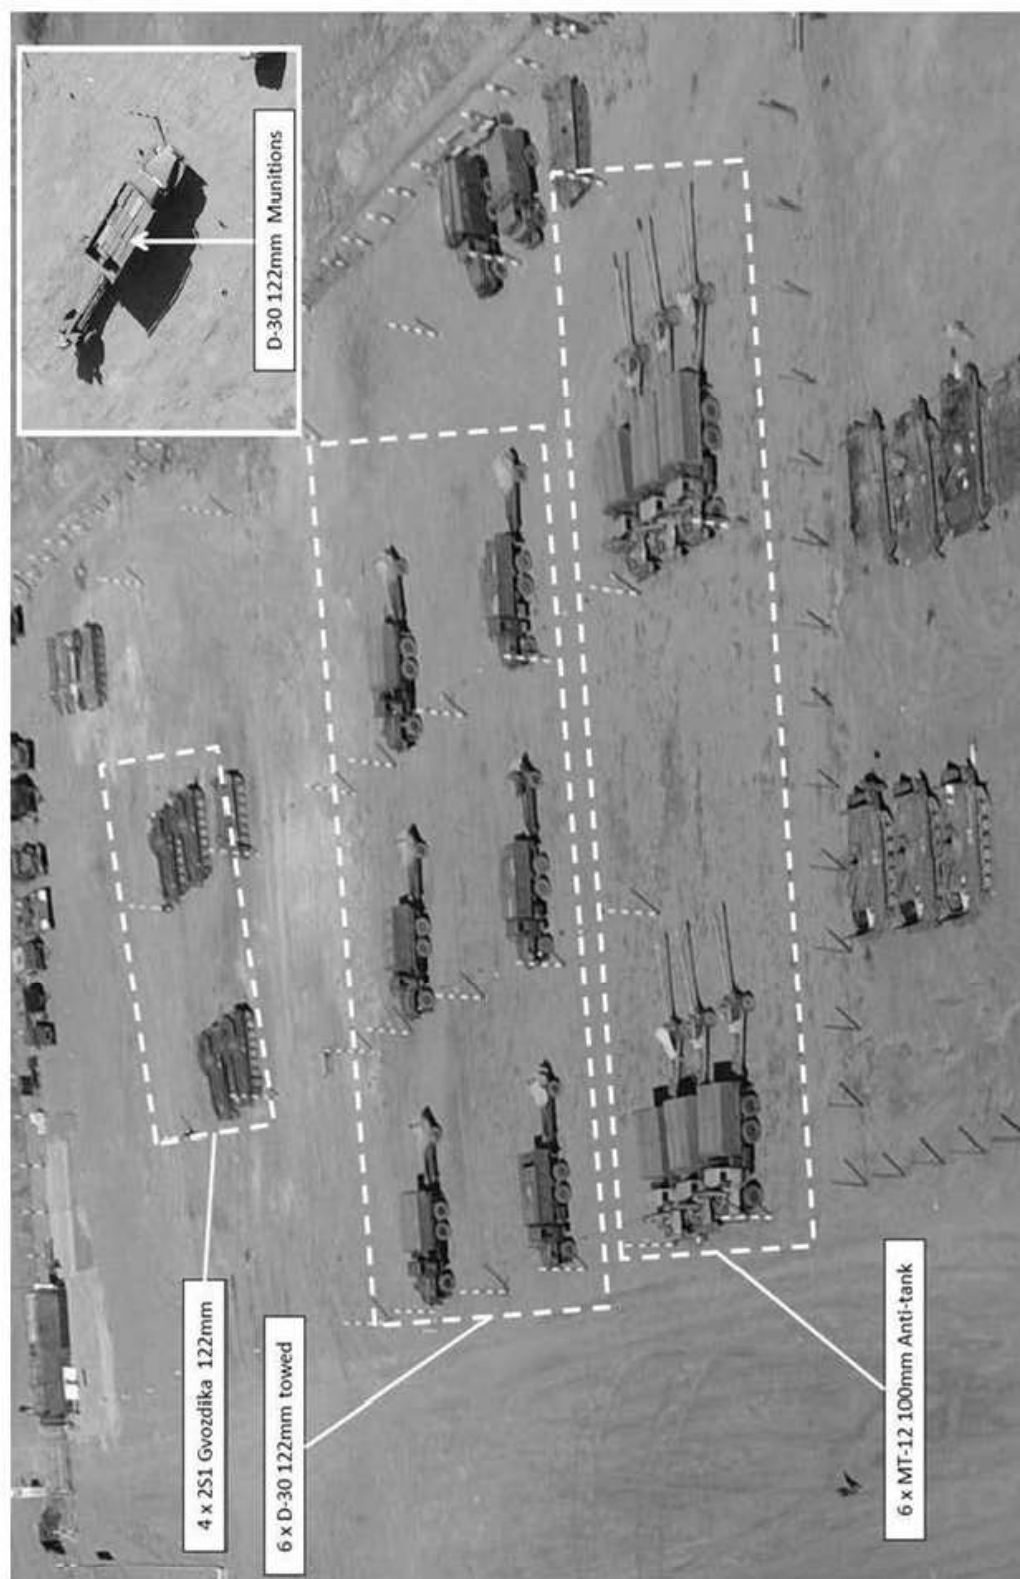 D-30 122mm Munitions
4 x 2S1 Gvozdika 122mm
6 x D-30 122mm towed
6 x MT-12 100mm Anti-tank